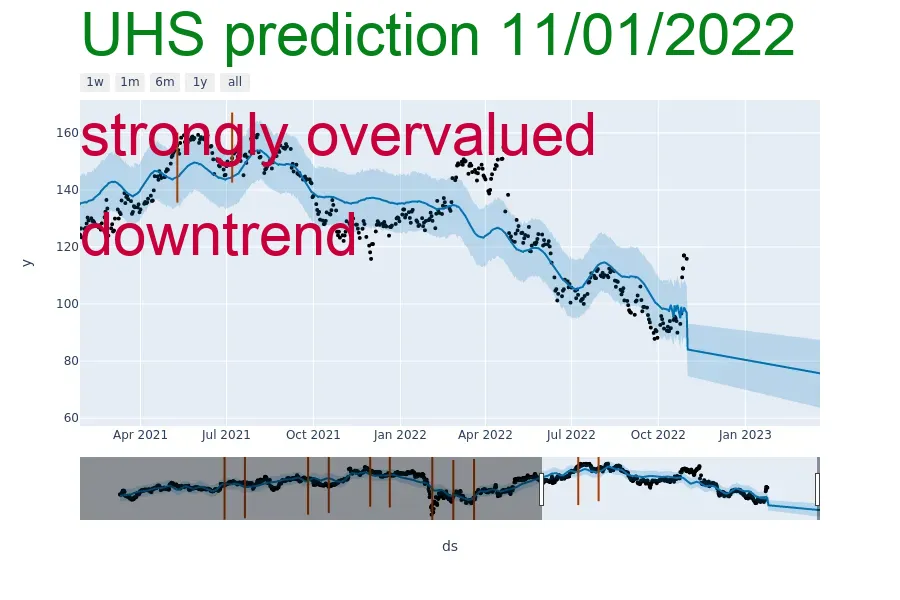 UHS prediction 11/01/2022
1w 1m 6m 1y all
strongly overvalued
downtrend
160
140
120
100
80
60
y
Apr 2021 Jul 2021 Oct 2021 Jan 2022 Apr 2022 Jul 2022 Oct 2022 Jan 2023
ds